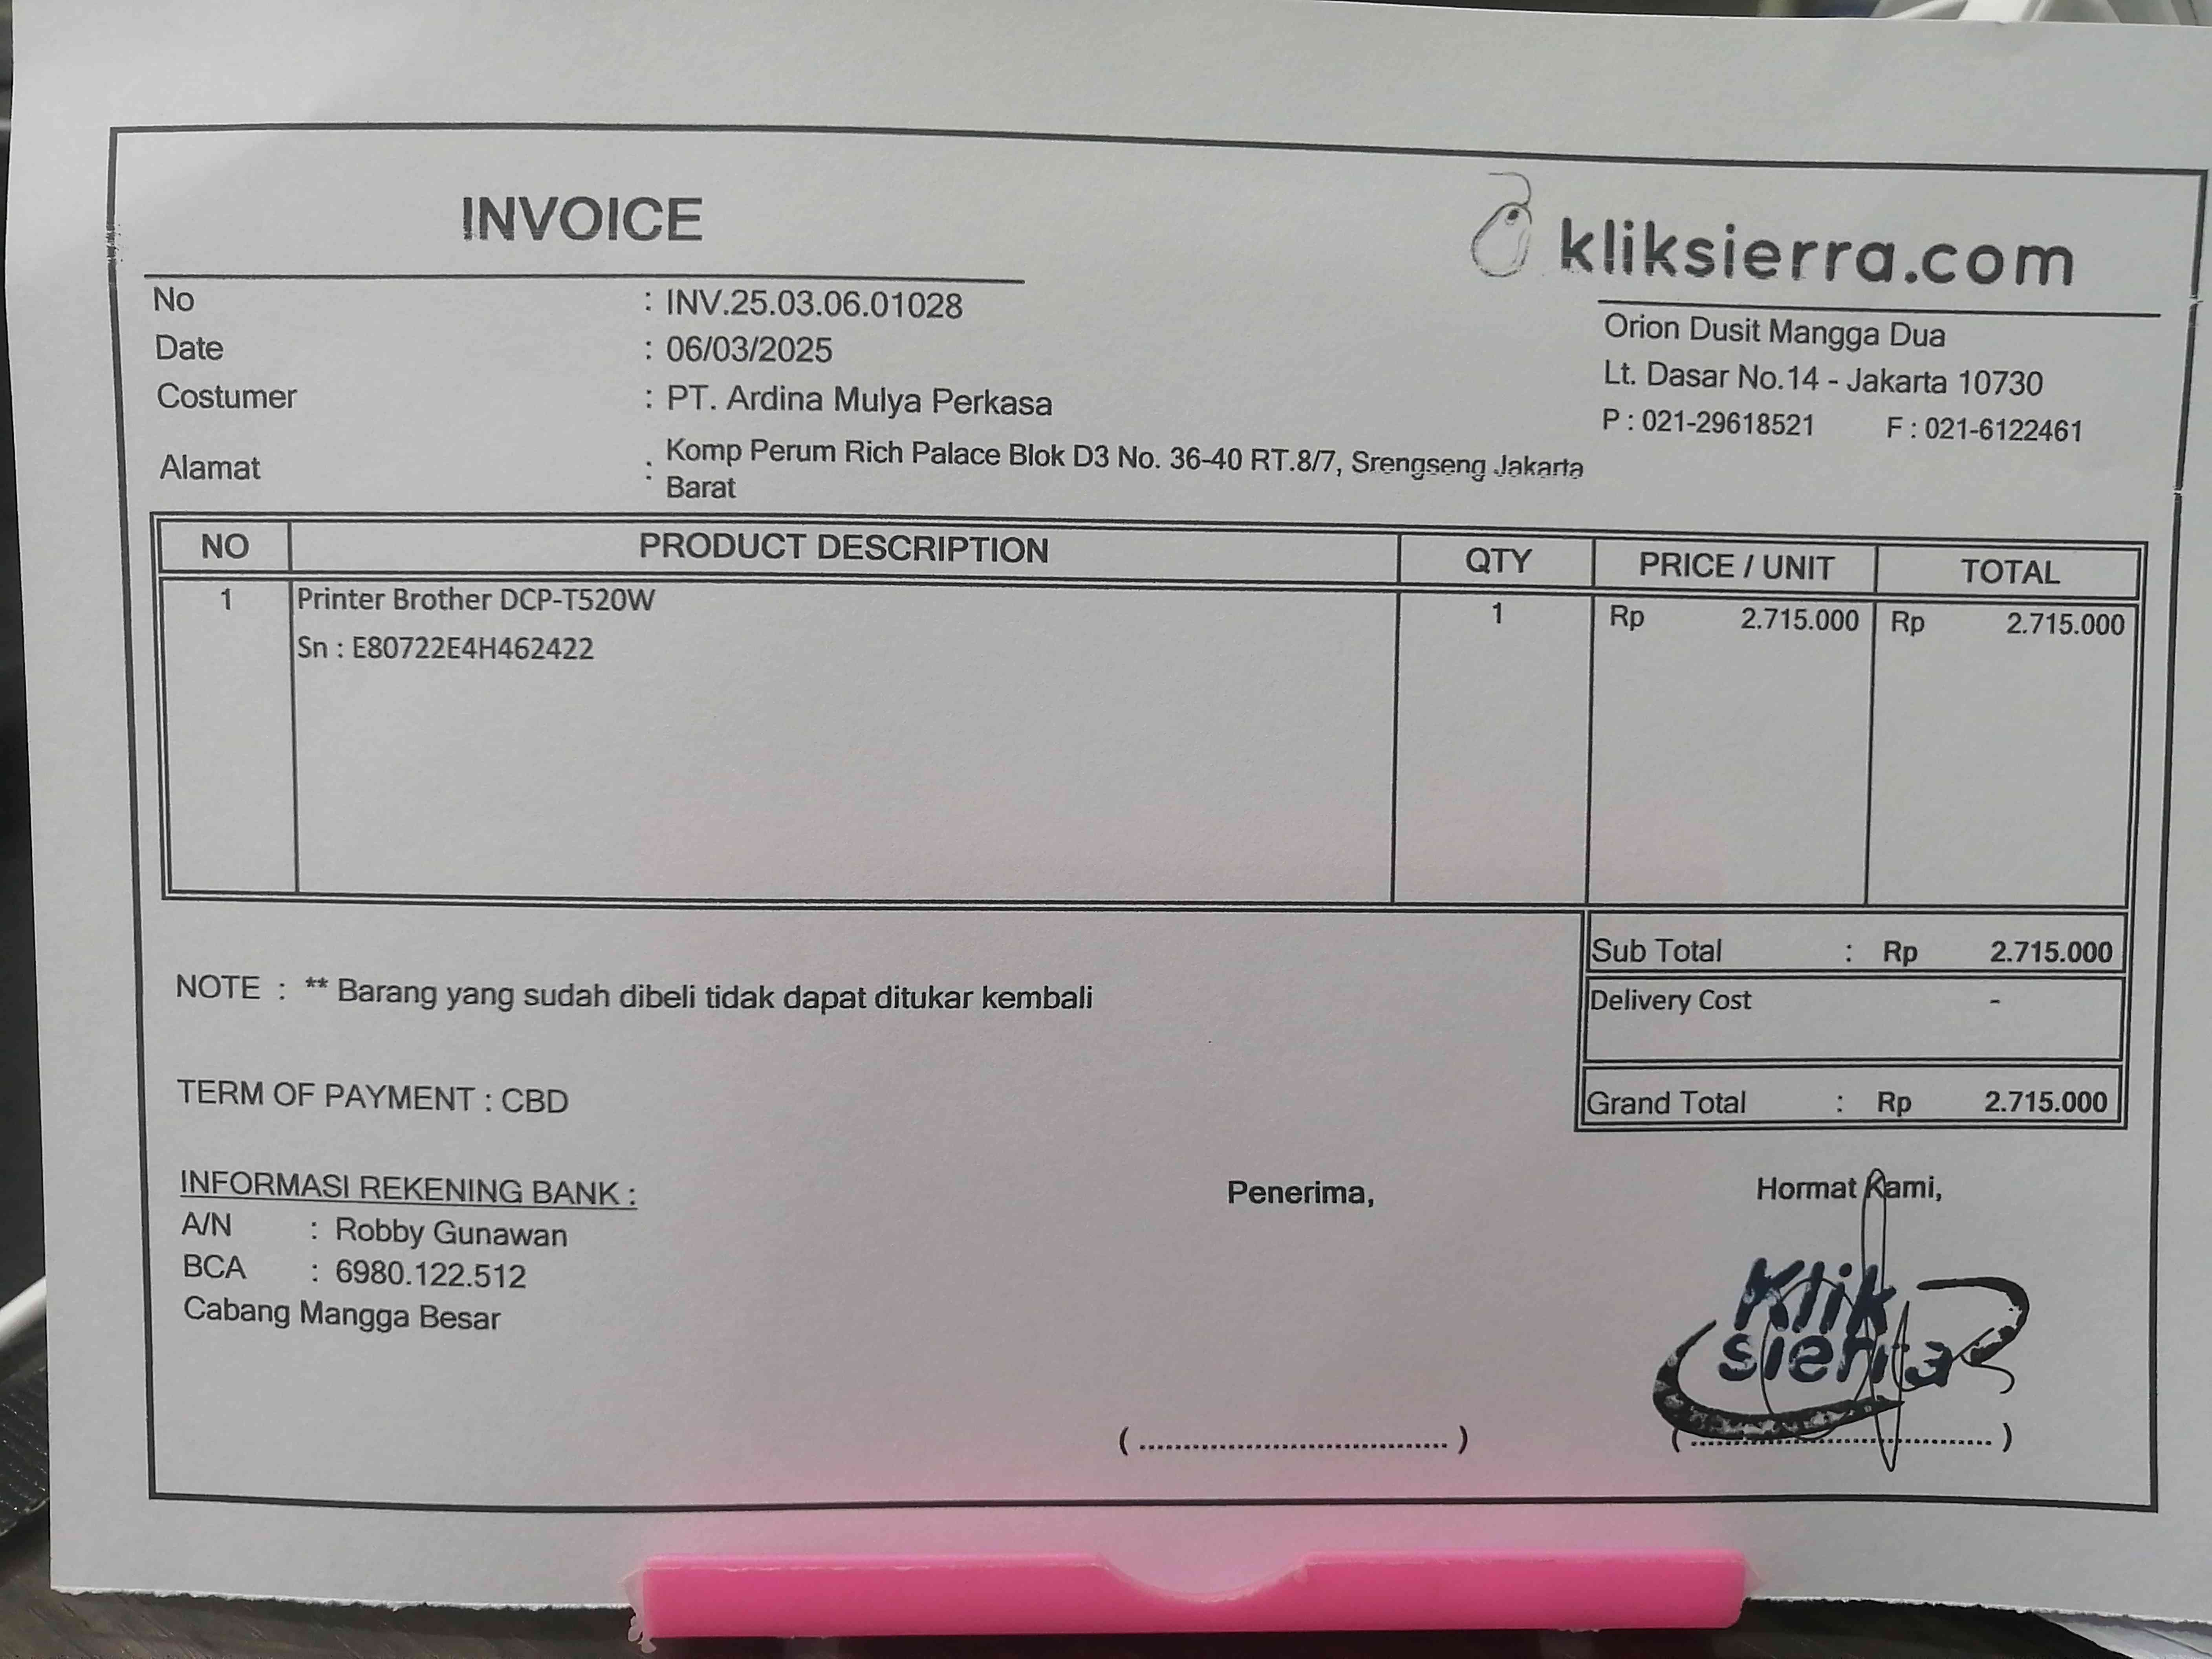 INVOICE
kliksierra.com
No : INV.25.03.06.01028
Date : 06/03/2025
Costumer : PT. Ardina Mulya Perkasa
Alamat : Komp Perum Rich Palace Blok D3 No. 36-40 RT.8/7, Srengseng Jakarta
Barat
Orion Dusit Mangga Dua
Lt. Dasar No.14 - Jakarta 10730
P : 021-29618521 F : 021-6122461
NO PRODUCT DESCRIPTION QTY PRICE / UNIT TOTAL
1 Printer Brother DCP-T520W 1 Rp 2.715.000 Rp 2.715.000
Sn : E80722E4H462422
Sub Total : Rp 2.715.000
Delivery Cost -
Grand Total : Rp 2.715.000
NOTE : ** Barang yang sudah dibeli tidak dapat ditukar kembali
TERM OF PAYMENT : CBD
INFORMASI REKENING BANK :
A/N : Robby Gunawan
BCA : 6980.122.512
Cabang Mangga Besar
Penerima,
(................................)
Hormat Kami,
Klik
sierra
(................................)